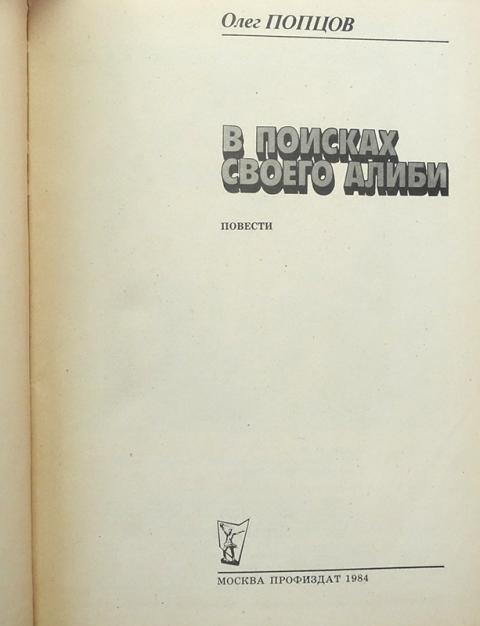 Олег ПОПЦОВ
В ПОИСКАХ
СВОЕГО АЛИБИ
ПОВЕСТИ
МОСКВА ПРОФИЗДАТ 1984